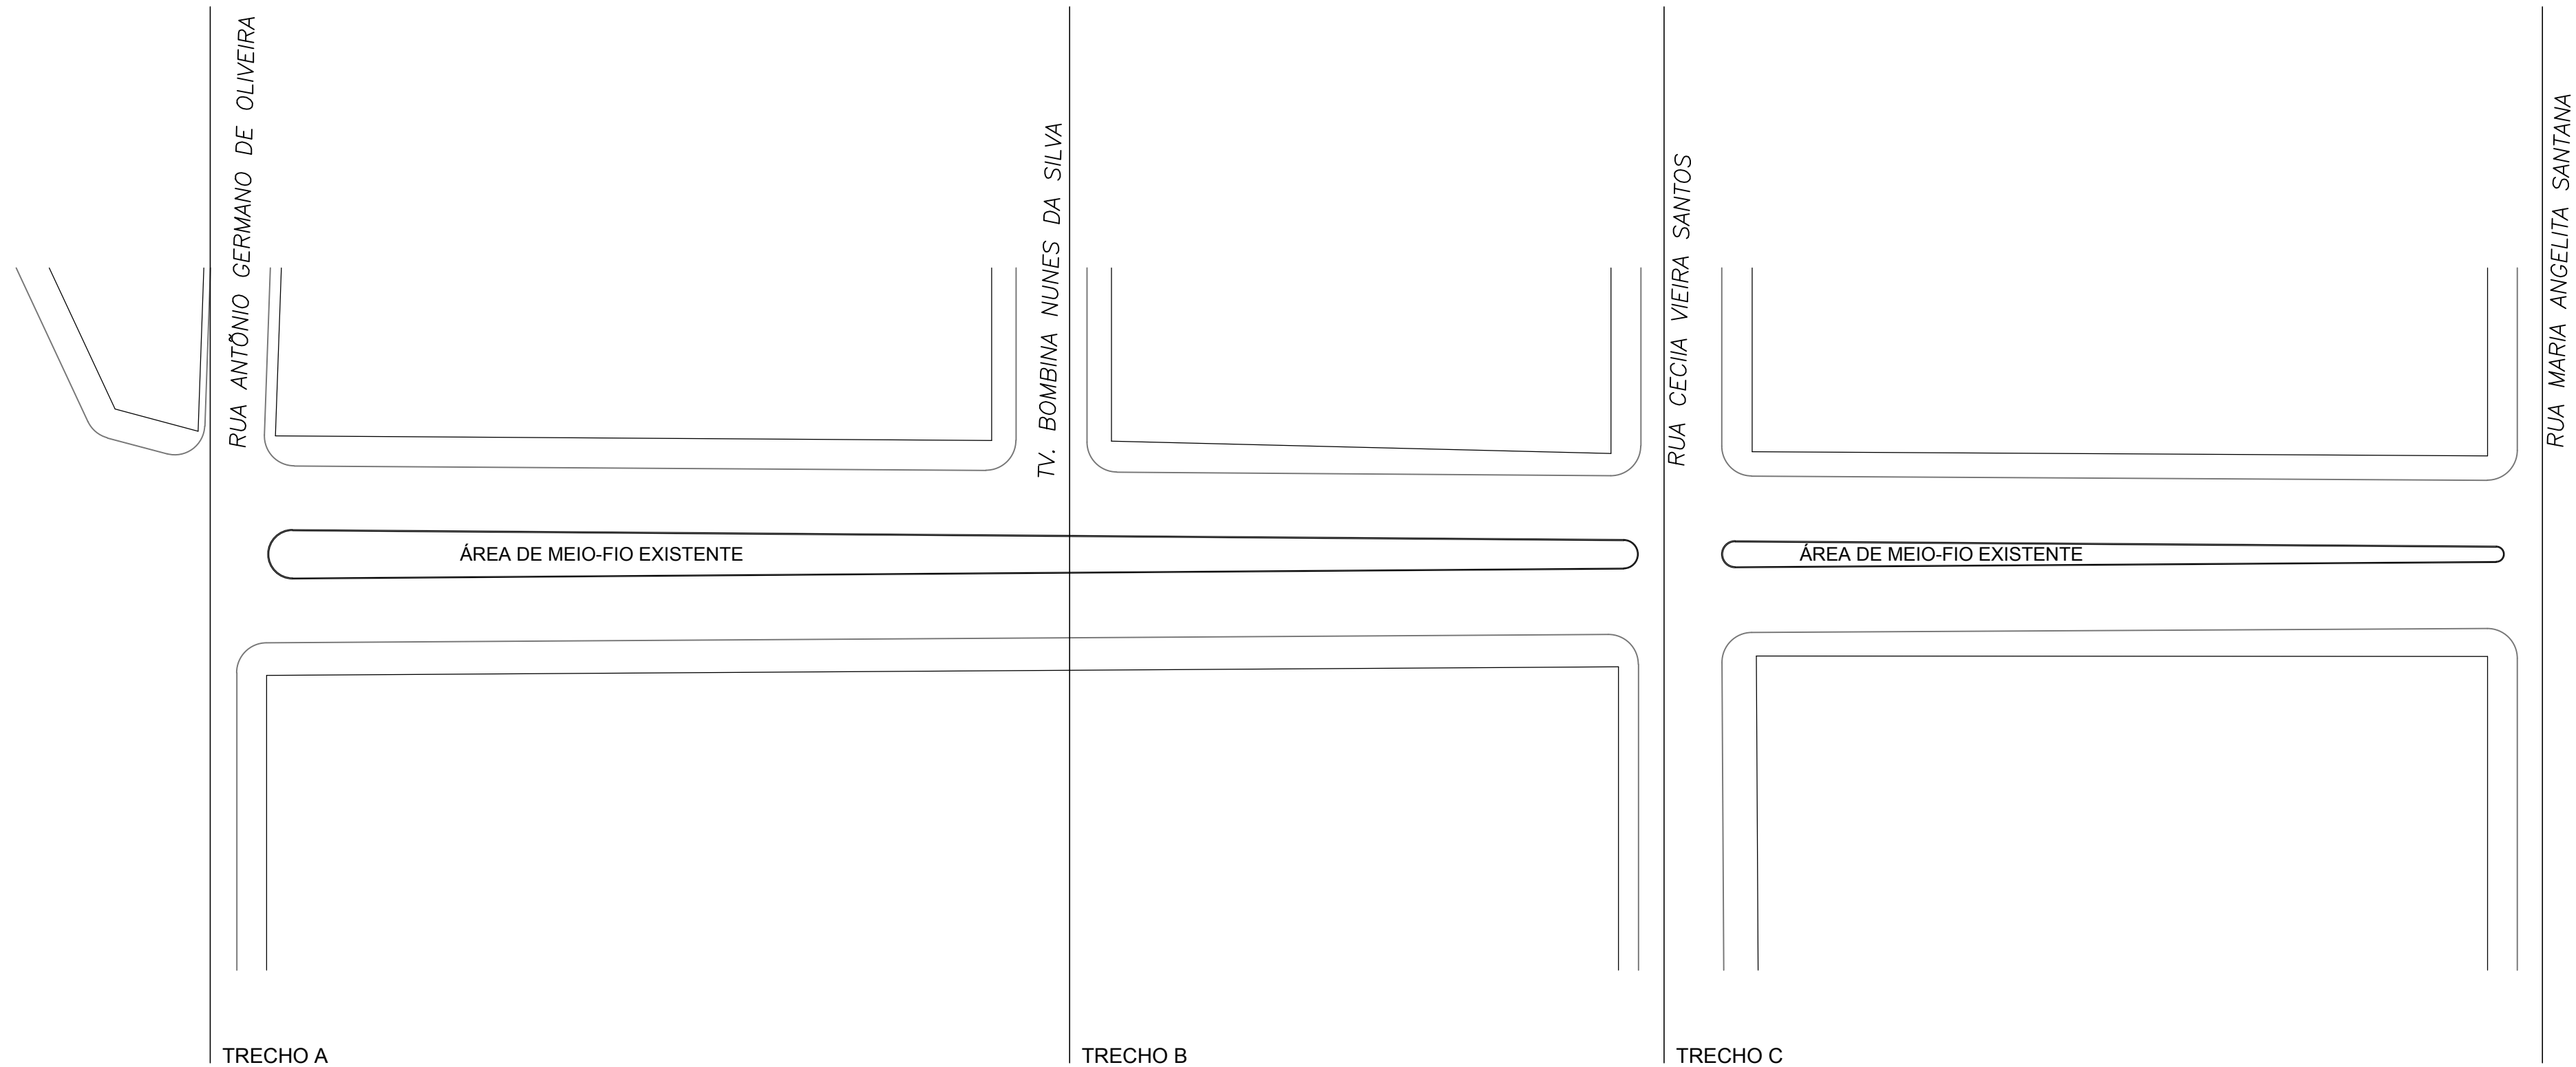 RUA ANTÔNIO GERMANO DE OLIVEIRA
TV. BOMBINA NUNES DA SILVA
RUA CECIIA VIEIRA SANTOS
RUA MARIA ANGELITA SANTANA
ÁREA DE MEIO-FIO EXISTENTE
ÁREA DE MEIO-FIO EXISTENTE
TRECHO A
TRECHO B
TRECHO C